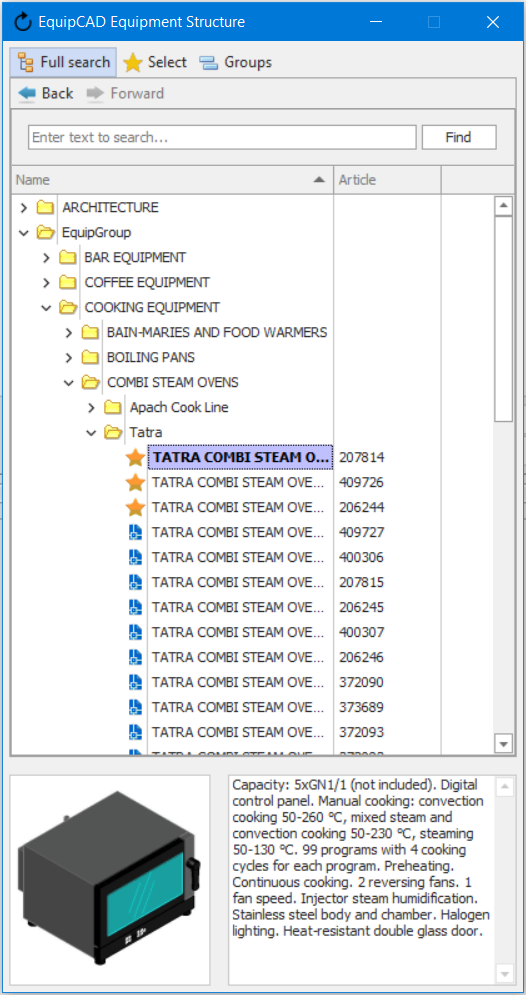 EquipCAD Equipment Structure
Full search Select Groups
Back Forward
Enter text to search... Find
Name Article
ARCHITECTURE
EquipGroup
BAR EQUIPMENT
COFFEE EQUIPMENT
COOKING EQUIPMENT
BAIN-MARIES AND FOOD WARMERS
BOILING PANS
COMBI STEAM OVENS
Apach Cook Line
Tatra
TATRA COMBI STEAM O... 207814
TATRA COMBI STEAM OVE... 409726
TATRA COMBI STEAM OVE... 206244
TATRA COMBI STEAM OVE... 409727
TATRA COMBI STEAM OVE... 400306
TATRA COMBI STEAM OVE... 207815
TATRA COMBI STEAM OVE... 206245
TATRA COMBI STEAM OVE... 400307
TATRA COMBI STEAM OVE... 206246
TATRA COMBI STEAM OVE... 372090
TATRA COMBI STEAM OVE... 373689
TATRA COMBI STEAM OVE... 372093
TATRA COMBI STEAM OVE...
Capacity: 5xGN1/1 (not included). Digital
control panel. Manual cooking: convection
cooking 50-260 °C, mixed steam and
convection cooking 50-230 °C, steaming
50-130 °C. 99 programs with 4 cooking
cycles for each program. Preheating.
Continuous cooking. 2 reversing fans. 1
fan speed. Injector steam humidification.
Stainless steel body and chamber. Halogen
lighting. Heat-resistant double glass door.